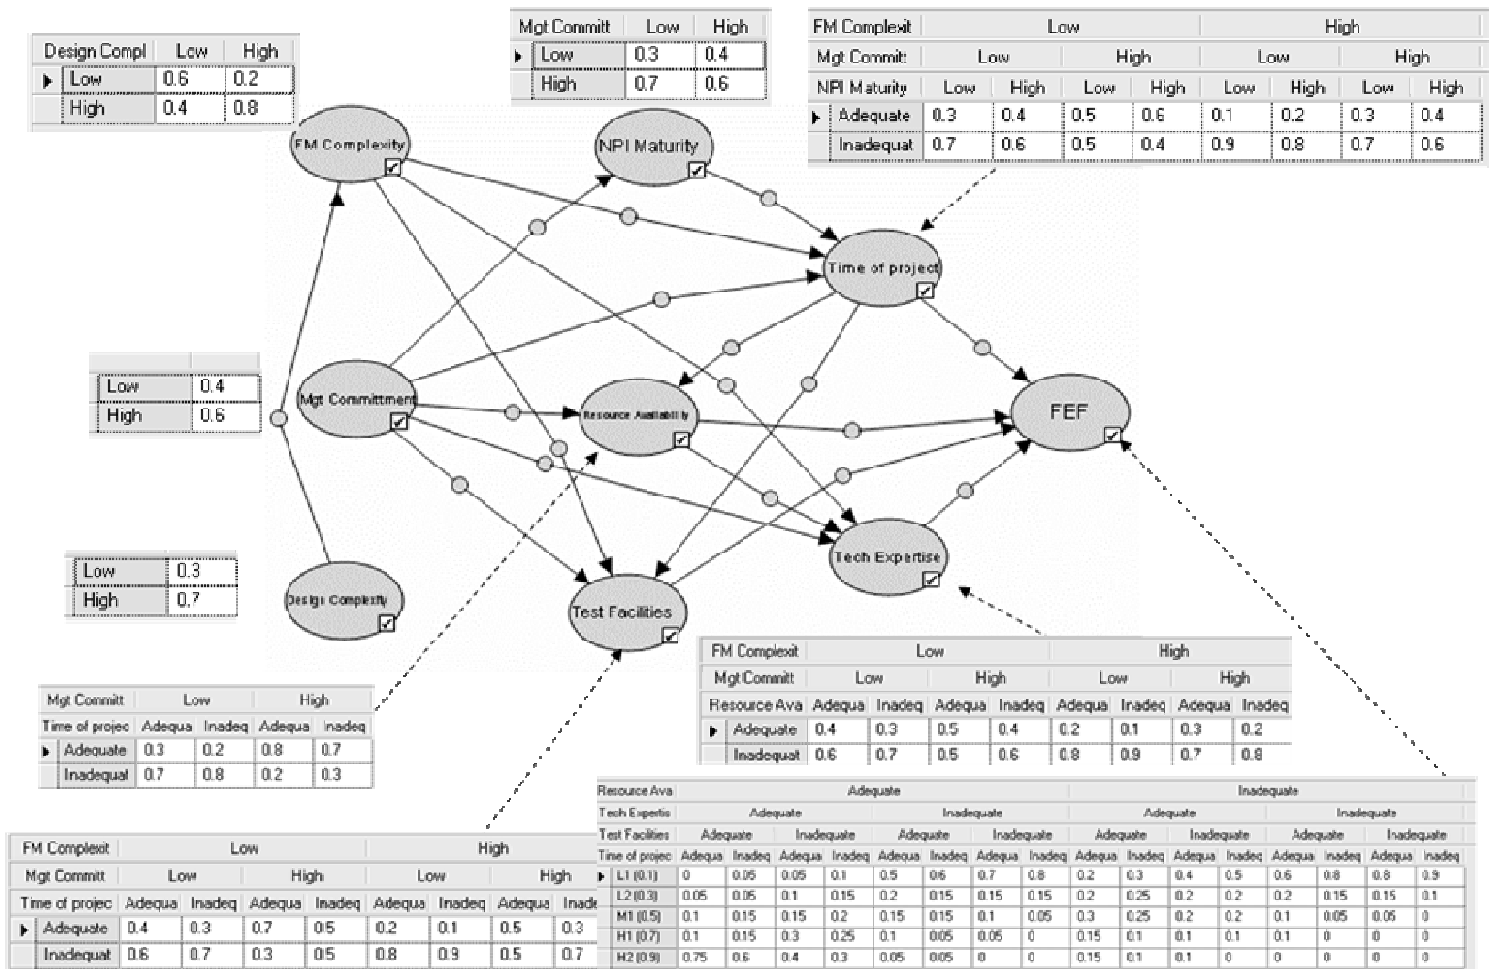 Design Compl Low High
Low 0.6 0.2
High 0.4 0.8
Mgt Committ Low High
Low 0.3 0.4
High 0.7 0.6
FM Complexit Low High
Mgt Committ Low High Low High
NPI Maturity Low High Low High Low High Low High
Adequate 0.3 0.4 0.5 0.6 0.1 0.2 0.3 0.4
Inadequat 0.7 0.6 0.5 0.4 0.9 0.8 0.7 0.6
FM Complexity
NPI Maturity
Time of project
Low 0.4
High 0.6
Mgt Committment
Resource Availability
FEF
Low 0.3
High 0.7
Design Complexity
Test Facilities
Tech Expertise
FM Complexit Low High
Mgt Committ Low High Low High
Resource Ava Adequa Inadeq Adequa Inadeq Adequa Inadeq Adequa Inadeq
Adequate 0.4 0.3 0.5 0.4 0.2 0.1 0.3 0.2
Inadequat 0.6 0.7 0.5 0.6 0.8 0.9 0.7 0.8
Mgt Committ Low High
Time of projec Adequa Inadeq Adequa Inadeq
Adequate 0.3 0.2 0.8 0.7
Inadequat 0.7 0.8 0.2 0.3
FM Complexit Low High
Mgt Committ Low High Low High
Time of projec Adequa Inadeq Adequa Inadeq Adequa Inadeq Adequa Inade
Adequate 0.4 0.3 0.7 0.5 0.2 0.1 0.5 0.3
Inadequat 0.6 0.7 0.3 0.5 0.8 0.9 0.5 0.7
Resource Ava Adequate Inadequate
Tech Expertis Adequate Inadequate Adequate Inadequate
Test Facilities Adequate Inadequate Adequate Inadequate Adequate Inadequate Adequate Inadequate
Time of projec Adequa Inadeq Adequa Inadeq Adequa Inadeq Adequa Inadeq Adequa Inadeq Adequa Inadeq Adequa Inadeq Adequa Inadeq
L1 (0.1) 0 0.05 0.05 0.1 0.5 0.6 0.7 0.8 0.2 0.3 0.4 0.5 0.6 0.8 0.8 0.9
L2 (0.3) 0.05 0.05 0.1 0.15 0.2 0.15 0.15 0.15 0.2 0.25 0.2 0.2 0.2 0.15 0.15 0.1
M1 (0.5) 0.1 0.15 0.15 0.2 0.15 0.15 0.1 0.05 0.3 0.25 0.2 0.2 0.1 0.05 0.05 0
H1 (0.7) 0.1 0.15 0.3 0.25 0.1 0.05 0.05 0 0.15 0.1 0.1 0.1 0.1 0 0 0
H2 (0.9) 0.75 0.6 0.4 0.3 0.05 0.05 0 0 0.15 0.1 0.1 0 0 0 0 0